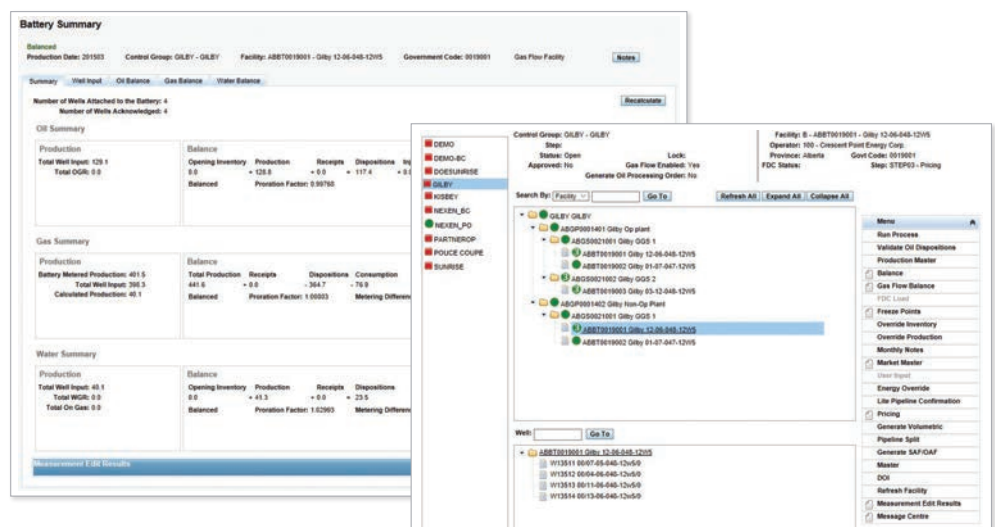 Battery Summary
Balanced
Production Date: 201503 Control Group: GILBY - GILBY Facility: ABBT0019001 - Gilby 12-06-048-12W5 Government Code: 0019001 Gas Flow Facility Notes
Summary Well Input Oil Balance Gas Balance Water Balance
Number of Wells Attached to the Battery: 4 Recalculate
Number of Wells Acknowledged: 4
Oil Summary
Production Balance
Total Well Input: 129.1 Opening Inventory Production Receipts Dispositions
Total OGR: 0.0 0.0 + 128.8 + 0.0 - 117.4
Balanced Proration Factor: 0.99768
Gas Summary
Production Balance
Battery Metered Production: 401.5 Total Production Receipts Dispositions Consumption
Total Well Input: 398.3 441.6 + 0.0 - 364.7 - 76.9
Calculated Production: 40.1 Balanced Proration Factor: 1.00003 Metering Differen
Water Summary
Production Balance
Total Well Input: 40.1 Opening Inventory Production Receipts Dispositions
Total WGR: 0.0 0.0 + 41.3 + 0.0 - 23.5
Total On Gas: 0.0 Balanced Proration Factor: 1.02993 Metering Differen
Measurement Edit Results
DEMO
DEMO-BC
DOESUNRISE
GILBY
KISBEY
NEXEN_BC
NEXEN_PO
PARTNEROP
POUCE COUPE
SUNRISE
Control Group: GILBY - GILBY
Step:
Status: Open Lock:
Approved: No Gas Flow Enabled: Yes
Generate Oil Processing Order: No
Facility: B - ABBT0019001 - Gilby 12-06-048-12W5
Operator: 100 - Crescent Point Energy Corp.
Province: Alberta Govt Code: 0019001
FDC Status: Step: STEP03 - Pricing
Search By: Facility Go To Refresh All Expand All Collapse All
GILBY GILBY
ABGP0001401 Gilby Op plant
ABGS0021001 Gilby GGS 1
ABBT0019001 Gilby 12-06-048-12W5
ABBT0019002 Gilby 01-07-047-12W5
ABGS0021002 Gilby GGS 2
ABBT0019003 Gilby 03-12-048-12W5
ABGP0001402 Gilby Non-Op Plant
ABGS0021001 Gilby GGS 1
ABBT0019001 Gilby 12-06-048-12W5
ABBT0019002 Gilby 01-07-047-12W5
Well: Go To
ABBT0019001 Gilby 12-06-048-12W5
W13511 00/07-05-048-12w5/0
W13512 00/04-06-048-12w5/0
W13513 00/11-06-048-12w5/0
W13514 00/13-06-048-12w5/0
Menu
Run Process
Validate Oil Dispositions
Production Master
Balance
Gas Flow Balance
FDC Load
Freeze Points
Override Inventory
Override Production
Monthly Notes
Market Master
User Input
Energy Override
Lite Pipeline Confirmation
Pricing
Generate Volumetric
Pipeline Split
Generate SAF/OAF
Master
DOI
Refresh Facility
Measurement Edit Results
Message Centre